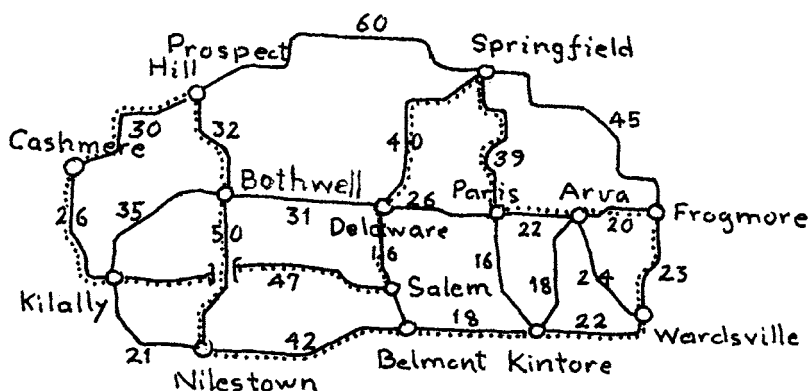 60
Prospect Springfield
Hill
30 32 40 45
Cashmere 39
26 35 Bothwell 26 Paris Arva
31 Delaware 22 20 Frogmore
50 16 16 18 24 23
47
Kilally Salem
18 22 Wardsville
21 42 Belmont Kintore
Nilestown